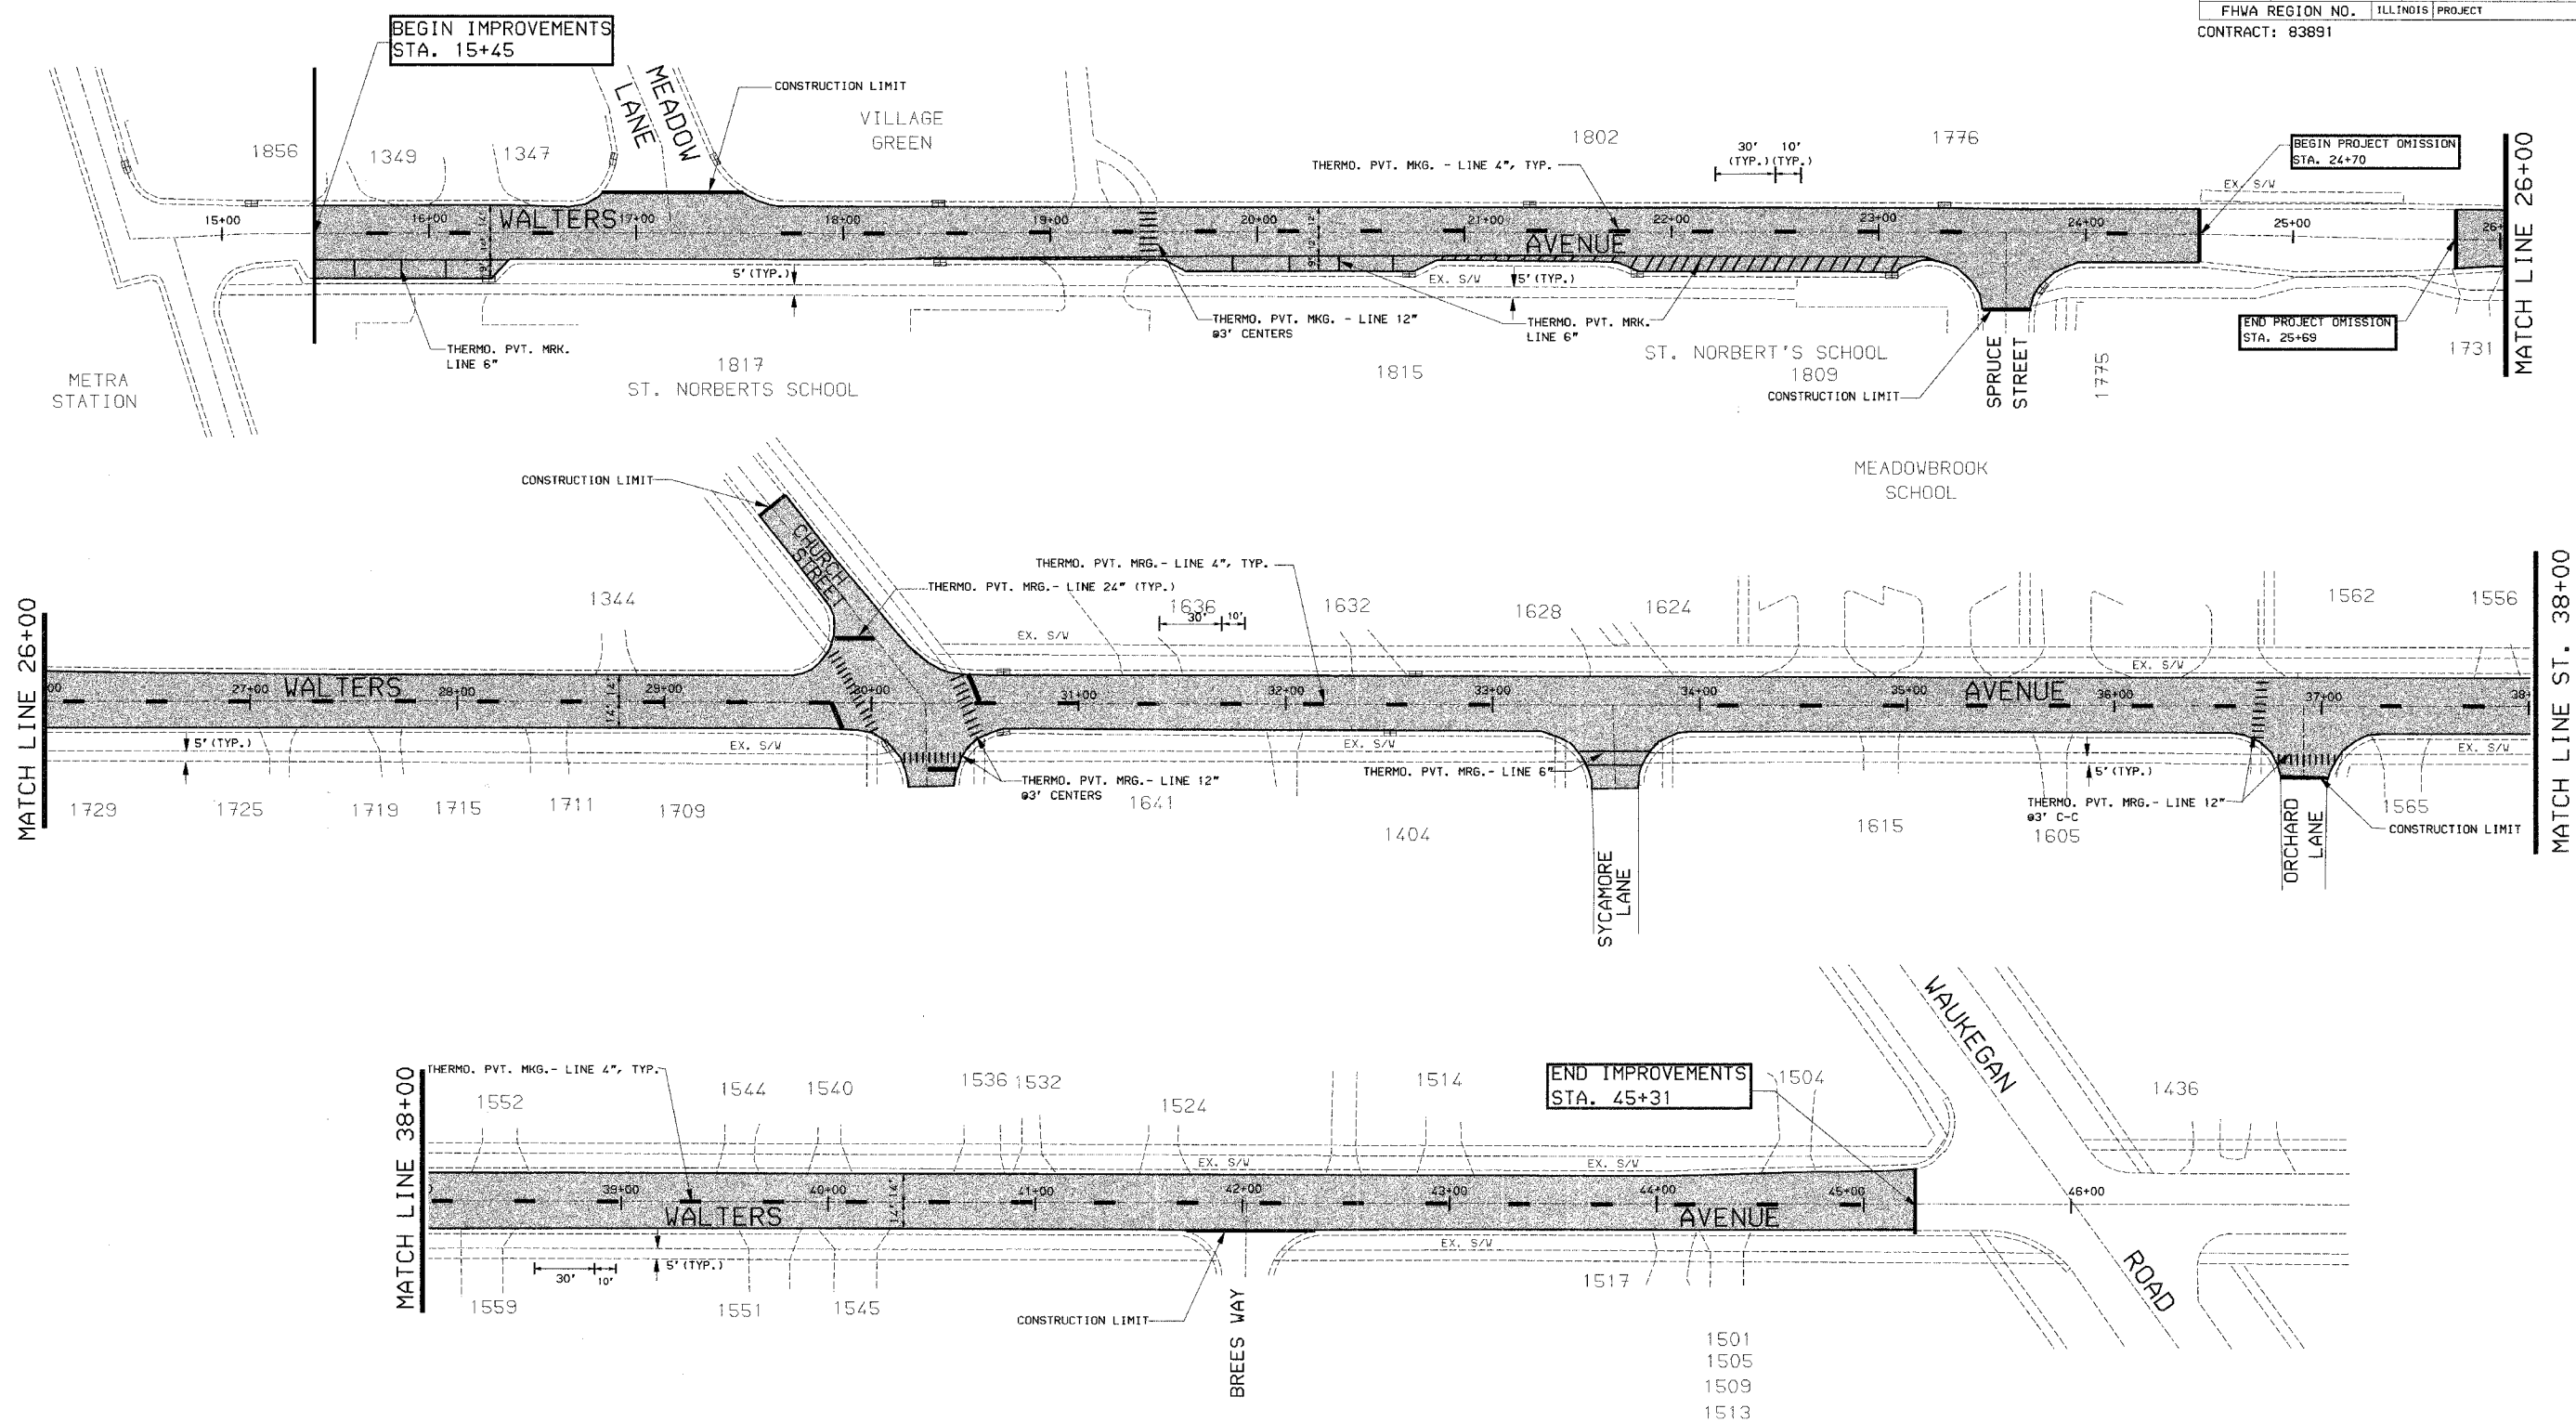 FHWA REGION NO. ILLINOIS PROJECT
CONTRACT: 83891
BEGIN IMPROVEMENTS
STA. 15+45
MEADOW
LANE
CONSTRUCTION LIMIT
VILLAGE
GREEN
1856
1349
1347
1802
1776
THERMO. PVT. MKG. - LINE 4", TYP.
30' 10'
(TYP.) (TYP.)
BEGIN PROJECT OMISSION
STA. 24+70
EX. S/W
MATCH LINE 26+00
15+00 16+00 17+00 18+00 19+00 20+00 21+00 22+00 23+00 24+00 25+00
WALTERS
AVENUE
5' (TYP.)
EX. S/W
5' (TYP.)
THERMO. PVT. MRK.
LINE 6"
THERMO. PVT. MKG. - LINE 12"
@3' CENTERS
THERMO. PVT. MRK.
LINE 6"
END PROJECT OMISSION
STA. 25+69
1731
METRA
STATION
1817
ST. NORBERTS SCHOOL
1815
ST. NORBERT'S SCHOOL
1809
CONSTRUCTION LIMIT
SPRUCE
STREET
1775
MEADOWBROOK
SCHOOL
CONSTRUCTION LIMIT
CHURCH
STREET
THERMO. PVT. MRG.- LINE 4", TYP.
THERMO. PVT. MRG.- LINE 24" (TYP.)
1344
1636
30' 10'
1632
1628
1624
1562
1556
EX. S/W
EX. S/W
MATCH LINE 26+00
MATCH LINE ST. 38+00
27+00 28+00 29+00 30+00 31+00 32+00 33+00 34+00 35+00 36+00 37+00
WALTERS
AVENUE
14' 14'
5' (TYP.)
EX. S/W
EX. S/W
EX. S/W
THERMO. PVT. MRG.- LINE 12"
@3' CENTERS
THERMO. PVT. MRG.- LINE 6"
5' (TYP.)
THERMO. PVT. MRG.- LINE 12"
@3' C-C
1729
1725
1719
1715
1711
1709
1641
1404
1615
1605
1565
CONSTRUCTION LIMIT
SYCAMORE
LANE
ORCHARD
LANE
WAUKEGAN
ROAD
MATCH LINE 38+00
THERMO. PVT. MKG.- LINE 4", TYP.
1552
1544
1540
1536 1532
1524
1514
END IMPROVEMENTS
STA. 45+31
1504
1436
EX. S/W
EX. S/W
39+00 40+00 41+00 42+00 43+00 44+00 45+00 46+00
WALTERS
AVENUE
14' 14'
EX. S/W
30' 10'
5' (TYP.)
1559
1551
1545
1517
CONSTRUCTION LIMIT
BREES WAY
1501
1505
1509
1513